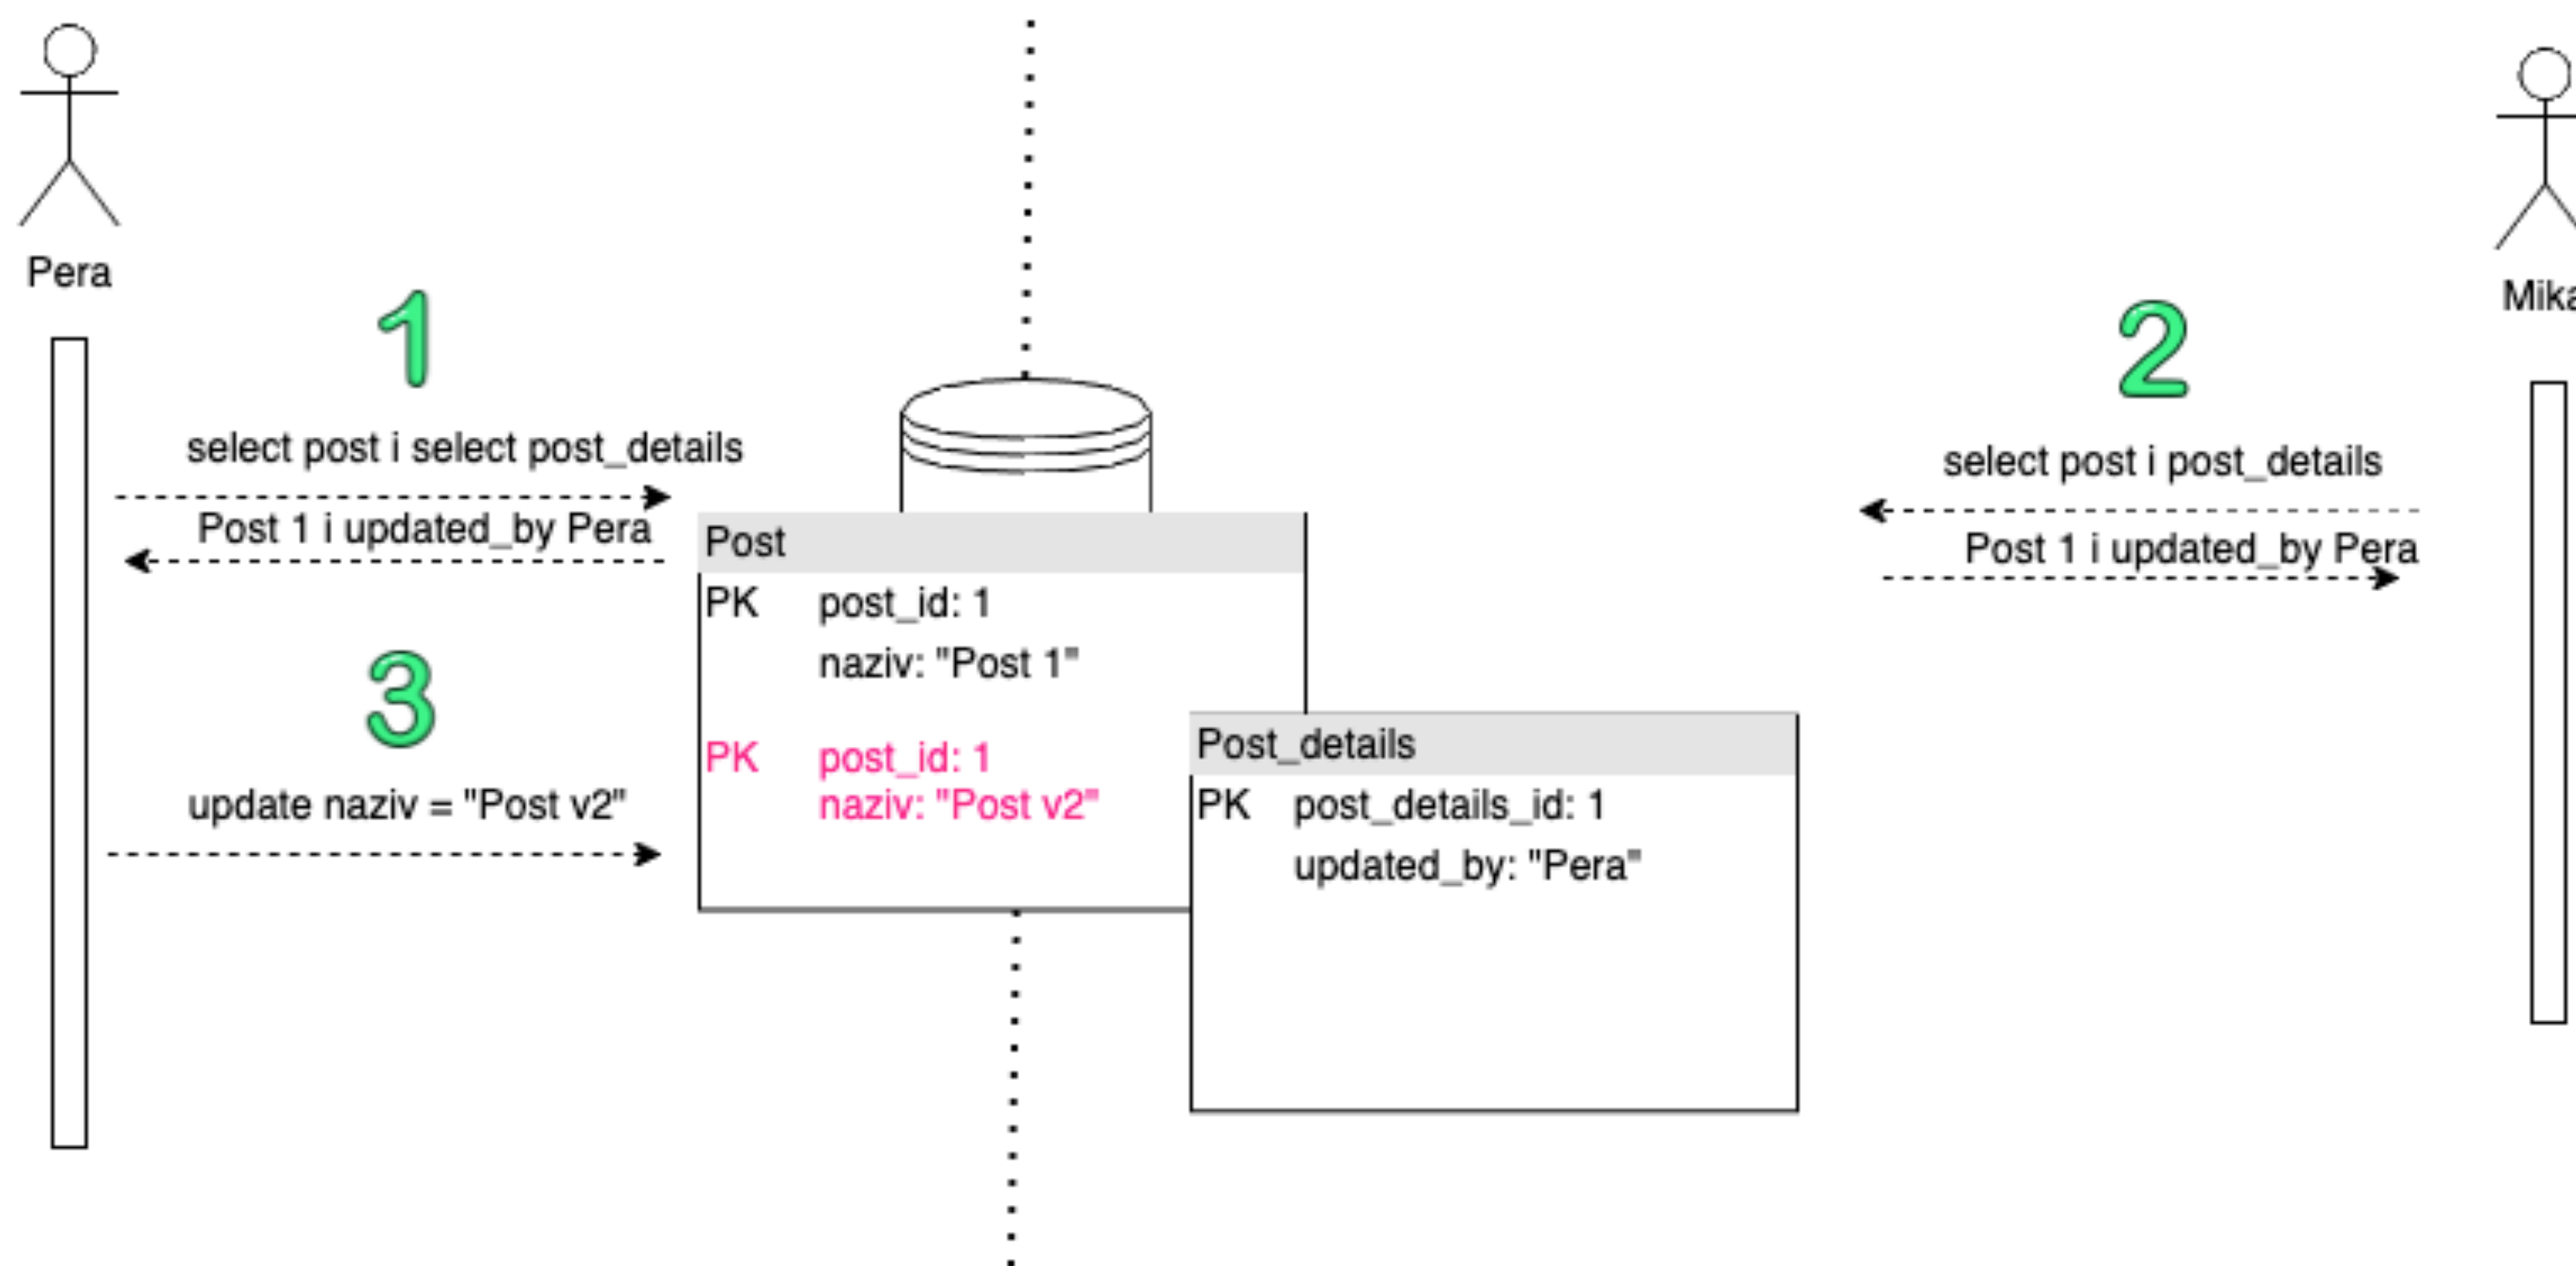 Pera
1
select post i select post_details
Post 1 i updated_by Pera
3
update naziv = "Post v2"
Post
PK post_id: 1
naziv: "Post 1"
PK post_id: 1
naziv: "Post v2"
Post_details
PK post_details_id: 1
updated_by: "Pera"
Mika
2
select post i post_details
Post 1 i updated_by Pera